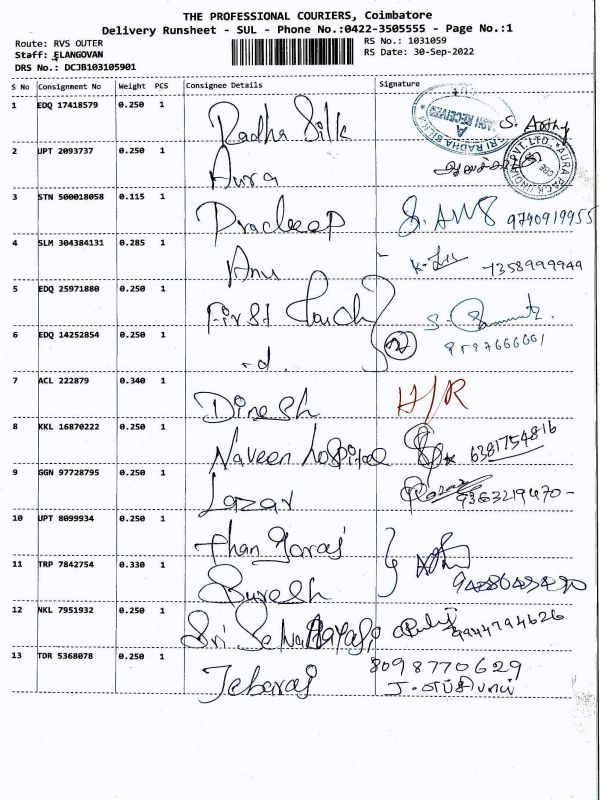 THE PROFESSIONAL COURIERS, Coimbatore
Delivery Runsheet - SUL - Phone No.:0422-3505555 - Page No.:1
Route: RVS OUTER
RS No.: 1031059
Staff: ELANGOVAN
RS Date: 30-Sep-2022
DRS No.: DCJB103105901
S No Consignment No Weight PCS Consignee Details Signature
1 EDQ 17418579 0.250 1 Radha Silk
2 UPT 2093737 0.250 1 Aura
3 STN 500018058 0.115 1 Pradeep 9740919955
4 SLM 304384131 0.285 1 Anu 7358999949
5 EDQ 25971880 0.250 1 First Touch
6 EDQ 14252854 0.250 1 -d. 2
7 ACL 222879 0.340 1 Dinesh H/R
8 KKL 16870222 0.250 1 Naveen hospital 6381754816
9 GGN 97728795 0.250 1 Lazar
10 UPT 8099934 0.250 1 than garaj
11 TRP 7842754 0.330 1 Suresh
12 NKL 7951932 0.250 1 Sri 9444794626
13 TDR 5368078 0.250 1 Jebaraj 8098770629